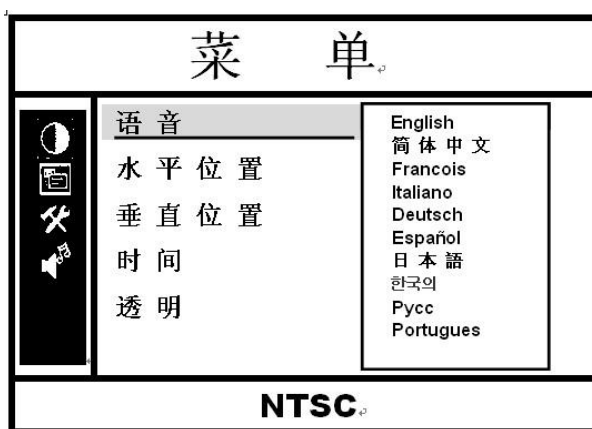 菜 单
语 音
水 平 位 置
垂 直 位 置
时 间
透 明
English
简 体 中 文
Francois
Italiano
Deutsch
Español
日 本 語
한국의
Pycc
Portugues
NTSC